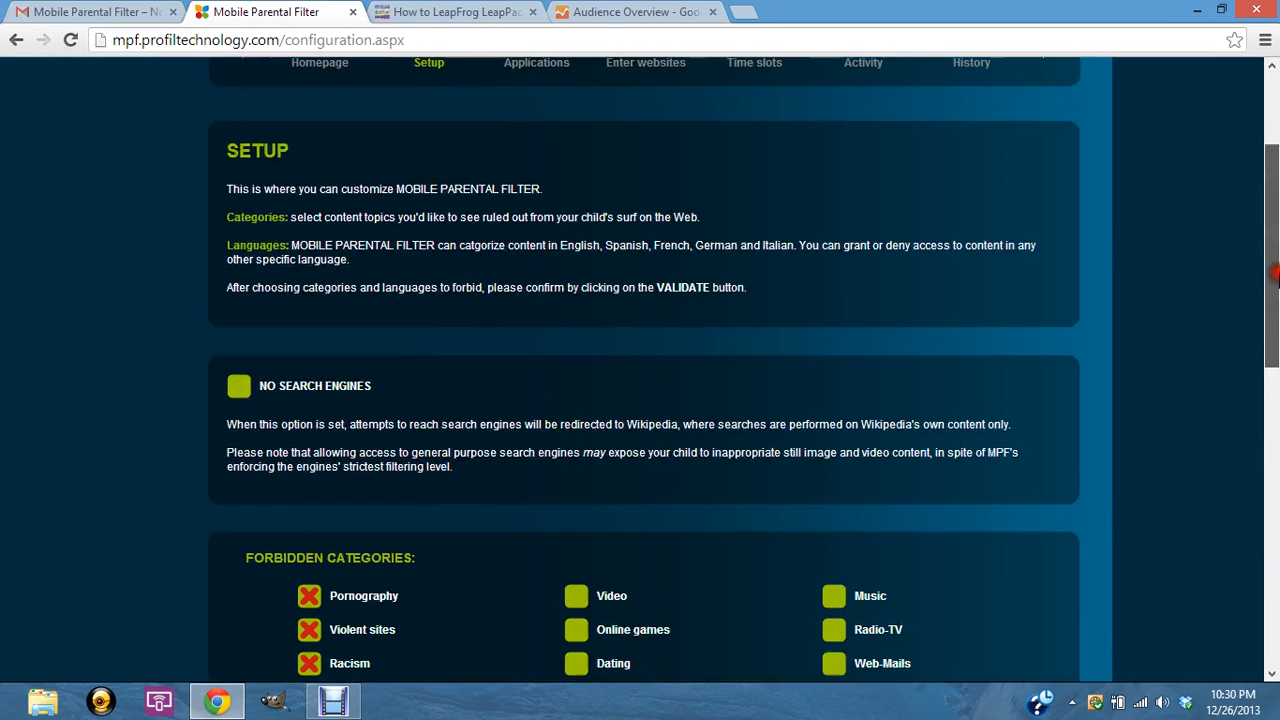 Mobile Parental Filter – Ne
Mobile Parental Filter
How to LeapFrog LeapPac
Audience Overview - Goo
mpf.profiltechnology.com/configuration.aspx
Homepage Setup Applications Enter websites Time slots Activity History
SETUP
This is where you can customize MOBILE PARENTAL FILTER.
Categories: select content topics you'd like to see ruled out from your child's surf on the Web.
Languages: MOBILE PARENTAL FILTER can catgorize content in English, Spanish, French, German and Italian. You can grant or deny access to content in any
other specific language.
After choosing categories and languages to forbid, please confirm by clicking on the VALIDATE button.
NO SEARCH ENGINES
When this option is set, attempts to reach search engines will be redirected to Wikipedia, where searches are performed on Wikipedia's own content only.
Please note that allowing access to general purpose search engines may expose your child to inappropriate still image and video content, in spite of MPF's
enforcing the engines' strictest filtering level.
FORBIDDEN CATEGORIES:
Pornography Video Music
Violent sites Online games Radio-TV
Racism Dating Web-Mails
10:30 PM
12/26/2013